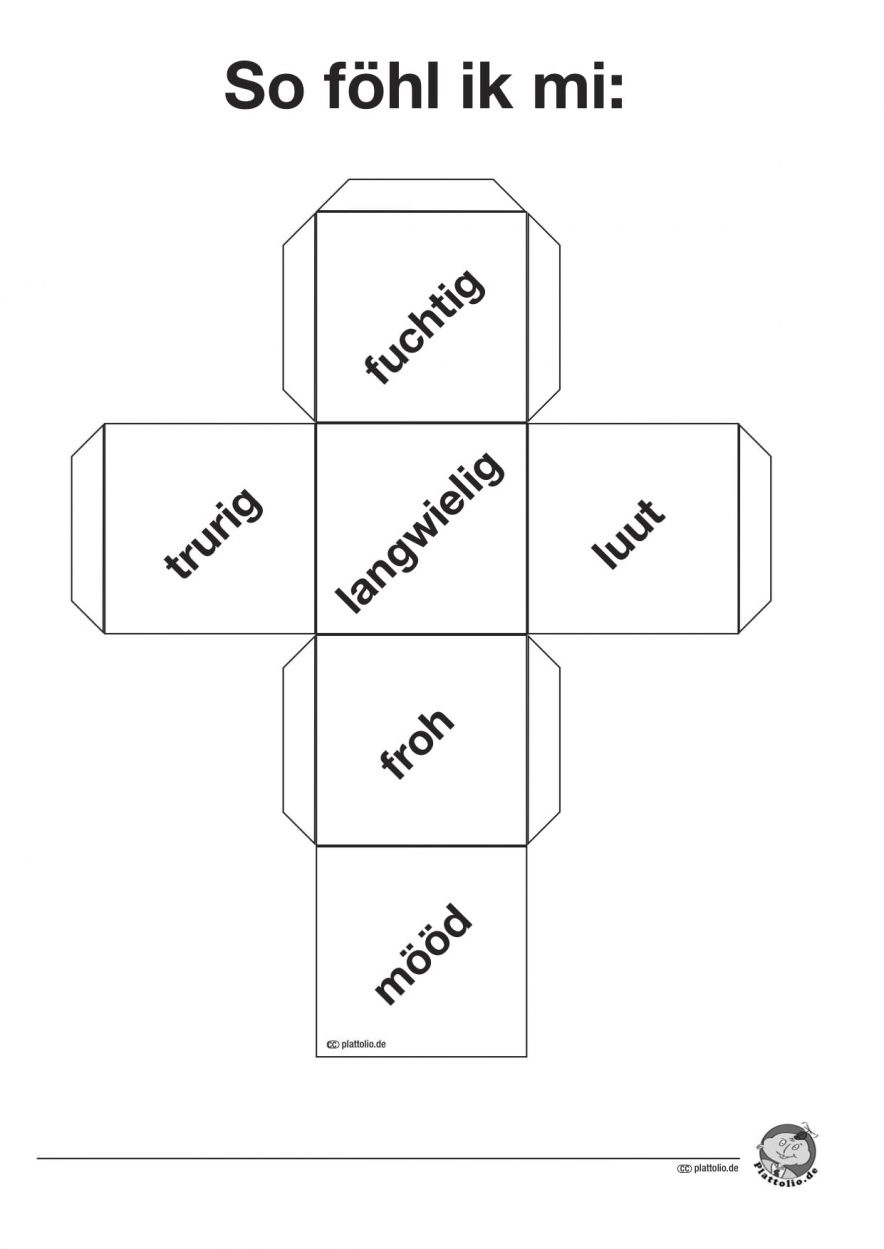 So föhl ik mi:
fuchtig
trurig
langwielig
luut
froh
mööd
cc plattolio.de
cc plattolio.de
Plattolio.de